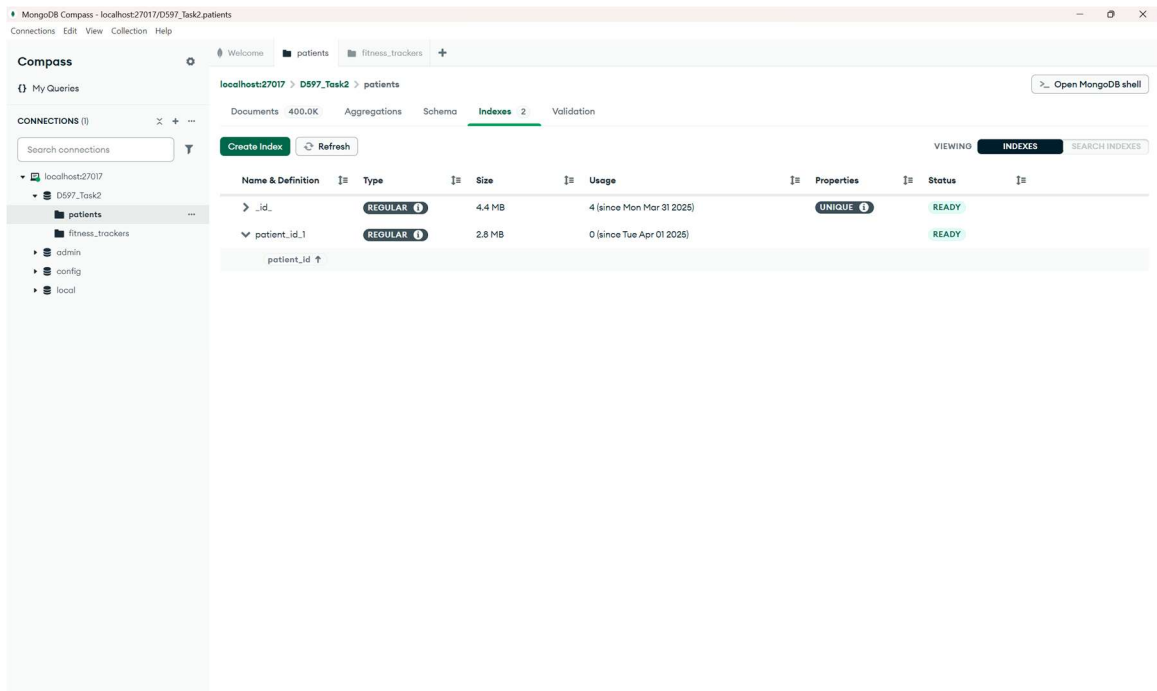 MongoDB Compass - localhost:27017/D597_Task2.patients
Connections Edit View Collection Help
Compass
{} My Queries
CONNECTIONS (1)
Search connections
localhost:27017
D597_Task2
patients
fitness_trackers
admin
config
local
Welcome patients fitness_trackers
localhost:27017 > D597_Task2 > patients
>_ Open MongoDB shell
Documents 400.0K Aggregations Schema Indexes 2 Validation
Create Index Refresh
VIEWING INDEXES SEARCH INDEXES
Name & Definition Type Size Usage Properties Status
_id_ REGULAR 4.4 MB 4 (since Mon Mar 31 2025) UNIQUE READY
patient_id_1 REGULAR 2.8 MB 0 (since Tue Apr 01 2025) READY
patient_id ↑